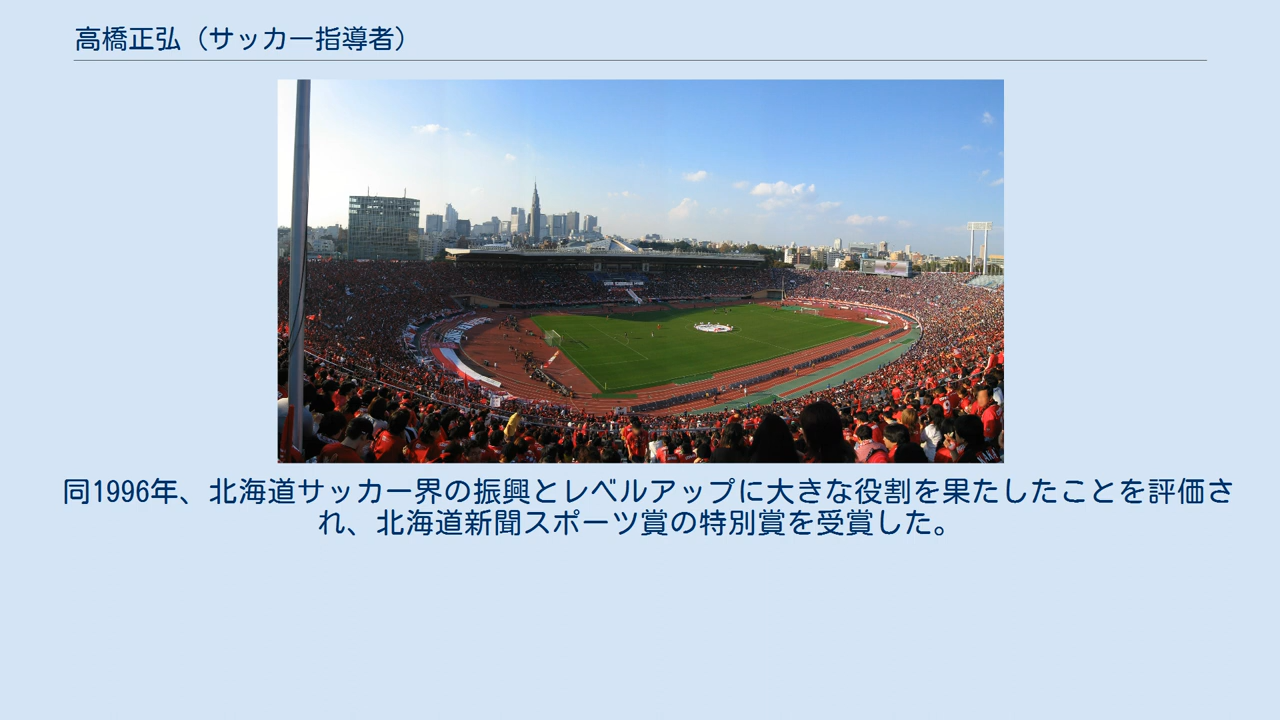 高橋正弘（サッカー指導者）
同1996年、北海道サッカー界の振興とレベルアップに大きな役割を果たしたことを評価さ
れ、北海道新聞スポーツ賞の特別賞を受賞した。